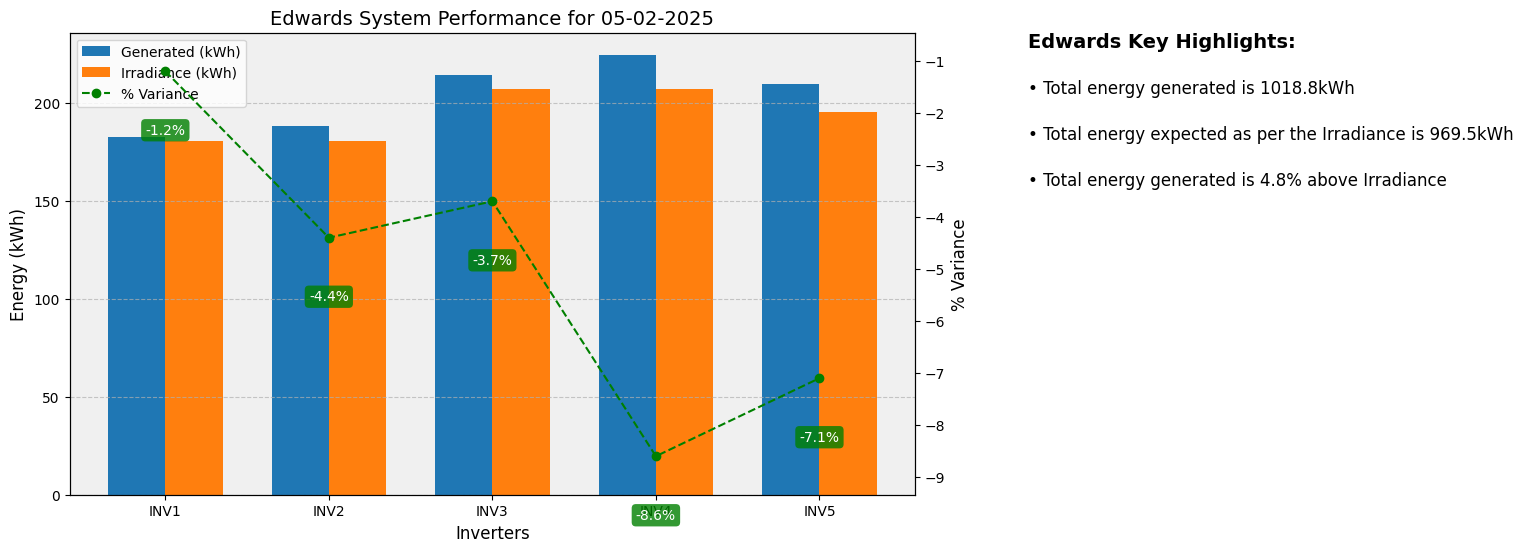 Edwards System Performance for 05-02-2025
Generated (kWh)
Irradiance (kWh)
% Variance
Energy (kWh)
200
150
100
50
0
-1.2%
-4.4%
-3.7%
-8.6%
-7.1%
−1
−2
−3
−4
−5
−6
−7
−8
−9
% Variance
INV1
INV2
INV3
INV4
INV5
Inverters
Edwards Key Highlights:
• Total energy generated is 1018.8kWh
• Total energy expected as per the Irradiance is 969.5kWh
• Total energy generated is 4.8% above Irradiance